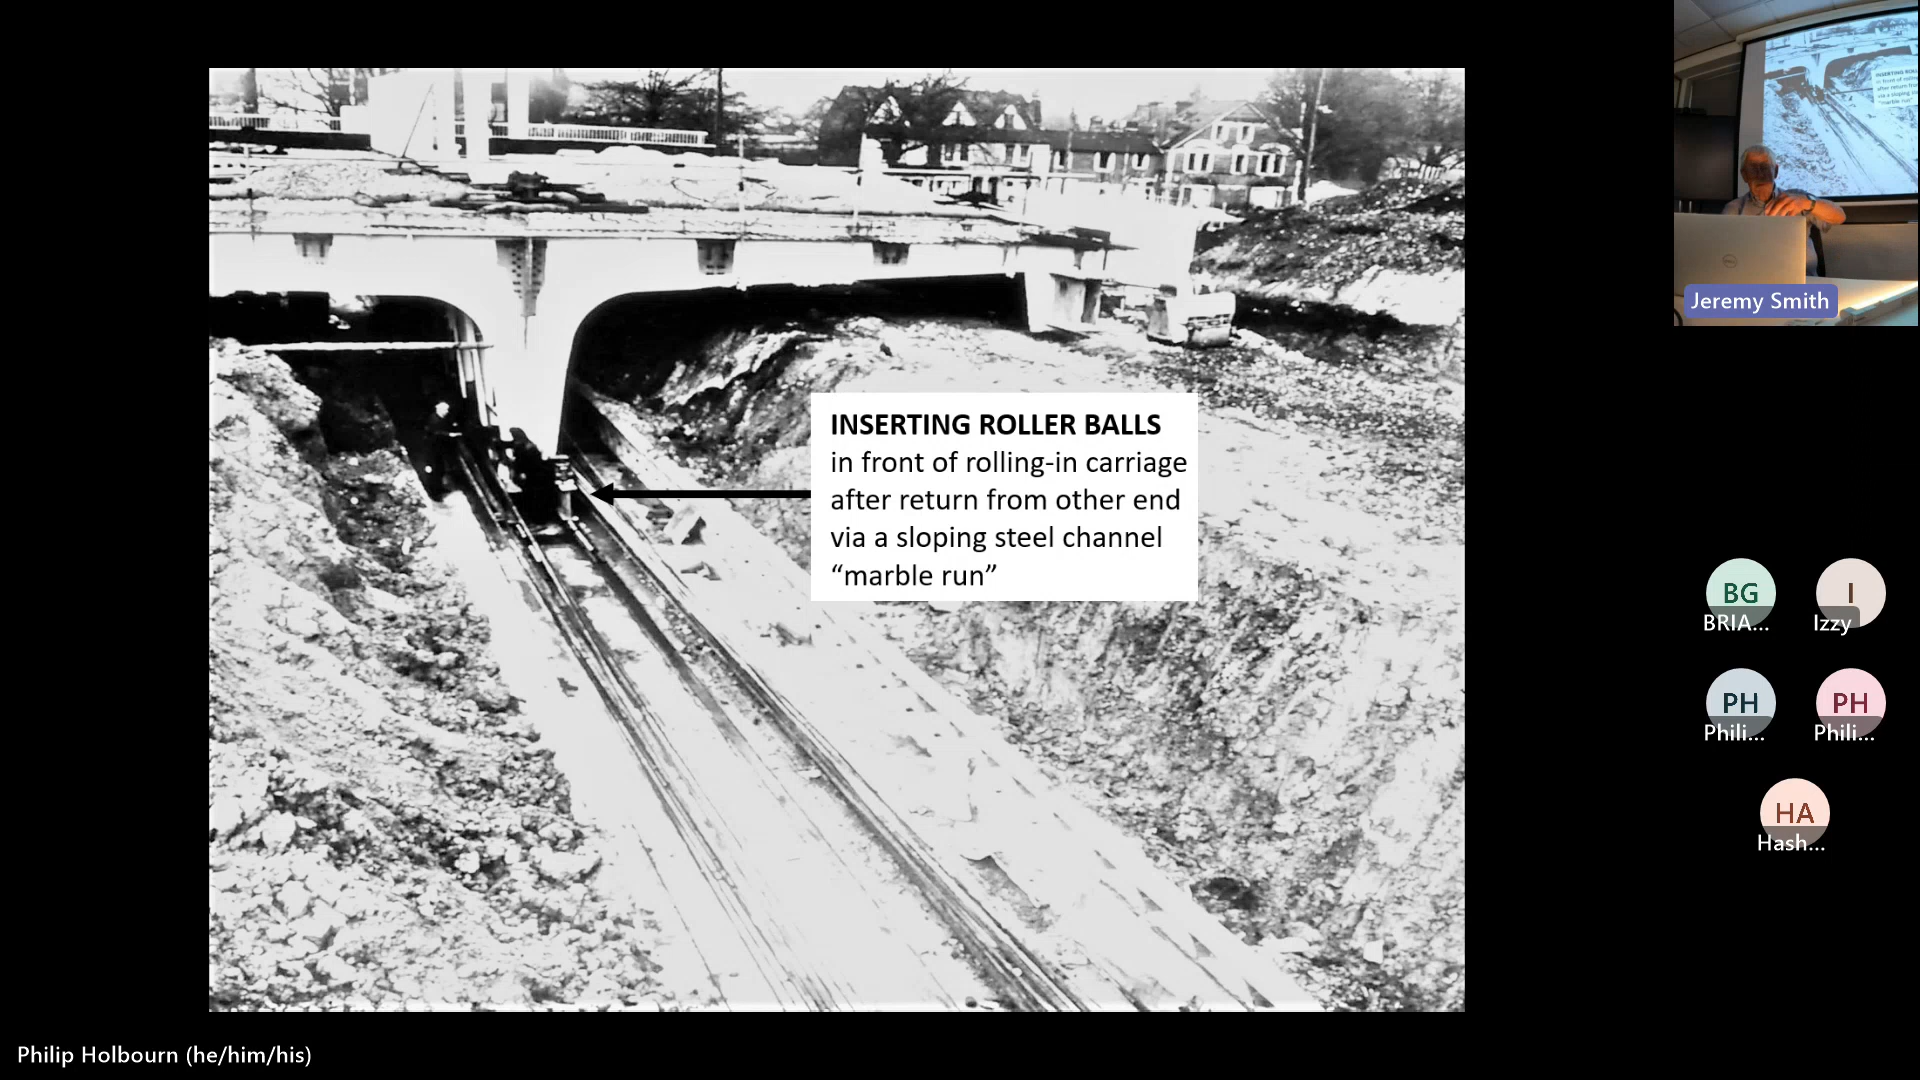 INSERTING ROLLER BALLS
in front of rolling-in carriage
after return from other end
via a sloping steel channel
“marble run”
Jeremy Smith
BG
BRIA...
I
Izzy
PH
Phili...
PH
Phili...
HA
Hash...
Philip Holbourn (he/him/his)